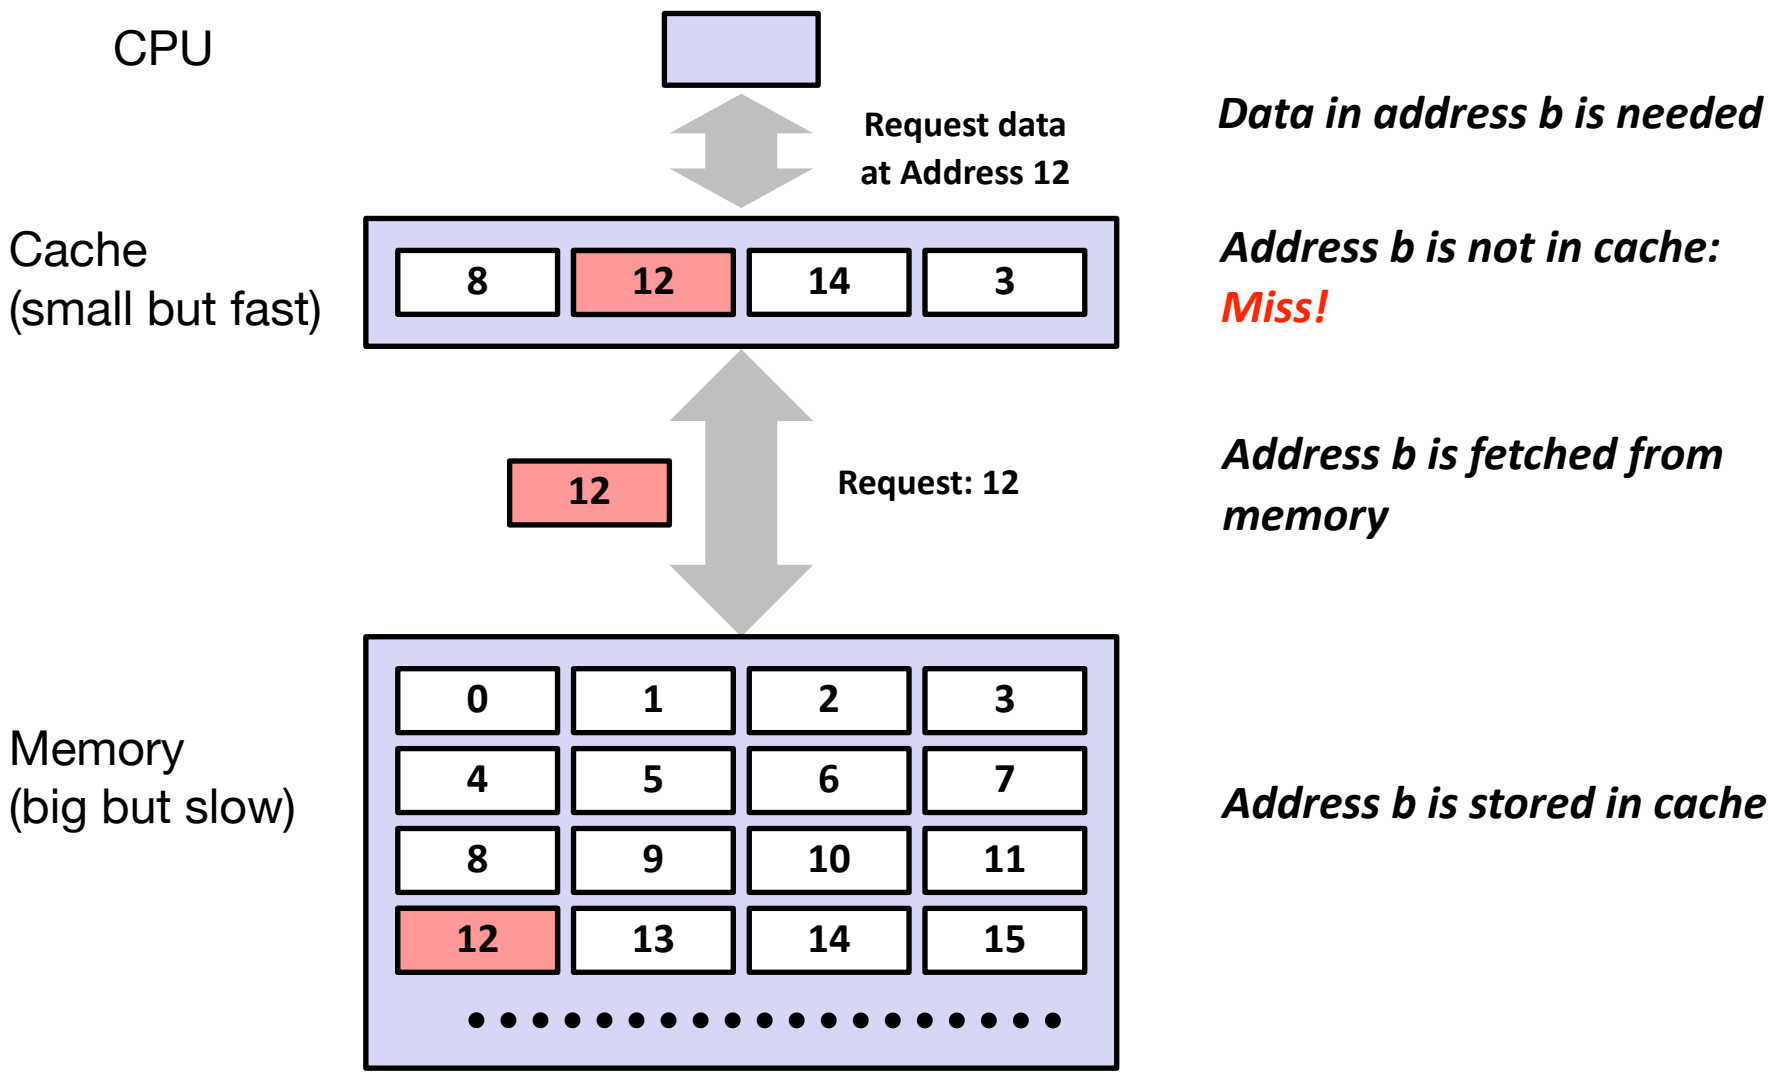 CPU
Request data
at Address 12
Data in address b is needed
Cache
(small but fast)
8 12 14 3
Address b is not in cache:
Miss!
12
Request: 12
Address b is fetched from
memory
Memory
(big but slow)
0 1 2 3
4 5 6 7
8 9 10 11
12 13 14 15
Address b is stored in cache